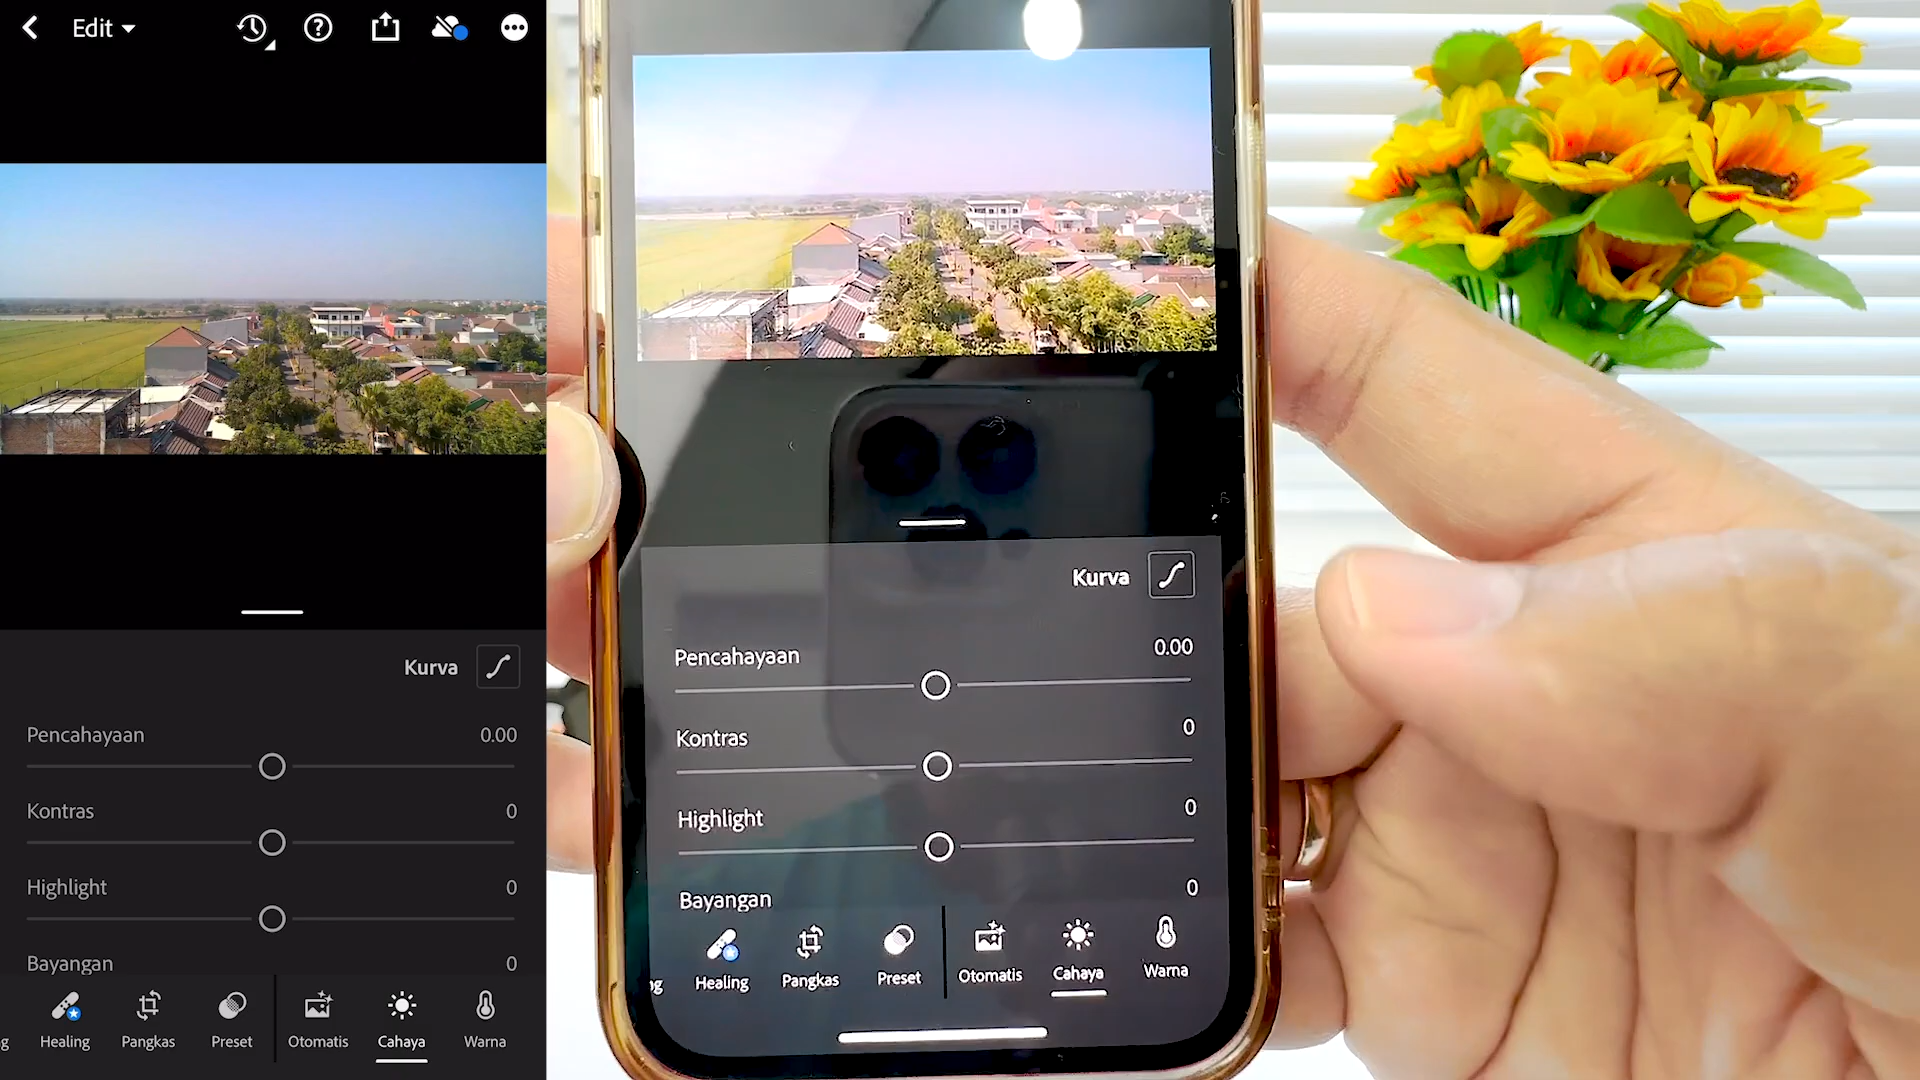 Edit
Kurva
Pencahayaan 0.00
Kontras 0
Highlight 0
Bayangan 0
g Healing Pangkas Preset Otomatis Cahaya Warna
Kurva
Pencahayaan 0.00
Kontras 0
Highlight 0
Bayangan 0
ng Healing Pangkas Preset Otomatis Cahaya Warna